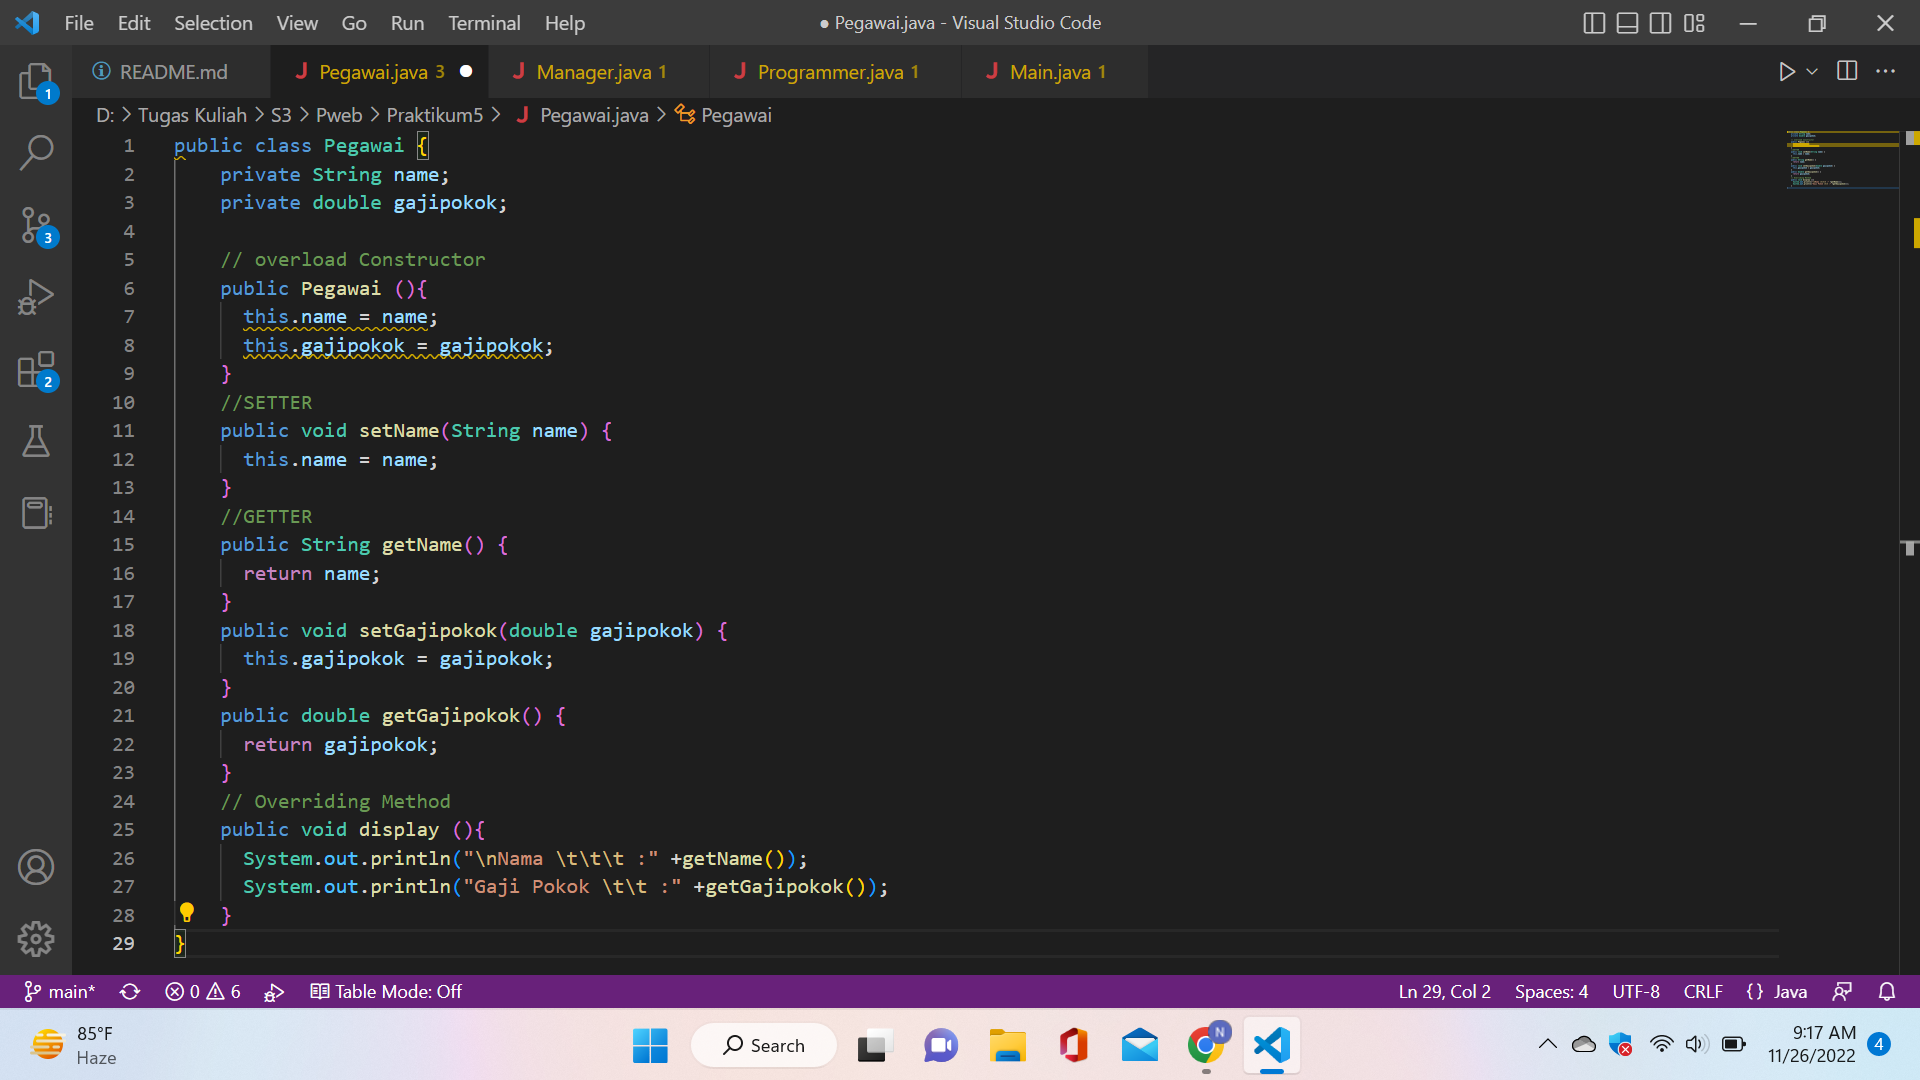 File Edit Selection View Go Run Terminal Help ● Pegawai.java - Visual Studio Code
README.md Pegawai.java 3 ● Manager.java 1 Programmer.java 1 Main.java 1
D: > Tugas Kuliah > S3 > Pweb > Praktikum5 > J Pegawai.java > Pegawai
1 public class Pegawai {
2 private String name;
3 private double gajipokok;
4
5 // overload Constructor
6 public Pegawai (){
7 this.name = name;
8 this.gajipokok = gajipokok;
9 }
10 //SETTER
11 public void setName(String name) {
12 this.name = name;
13 }
14 //GETTER
15 public String getName() {
16 return name;
17 }
18 public void setGajipokok(double gajipokok) {
19 this.gajipokok = gajipokok;
20 }
21 public double getGajipokok() {
22 return gajipokok;
23 }
24 // Overriding Method
25 public void display (){
26 System.out.println("\nNama \t\t\t :" +getName());
27 System.out.println("Gaji Pokok \t\t :" +getGajipokok());
28 }
29 }
1
3
2
main* 0 6 Table Mode: Off Ln 29, Col 2 Spaces: 4 UTF-8 CRLF {} Java
85°F
Haze
Search
N
9:17 AM
11/26/2022
4